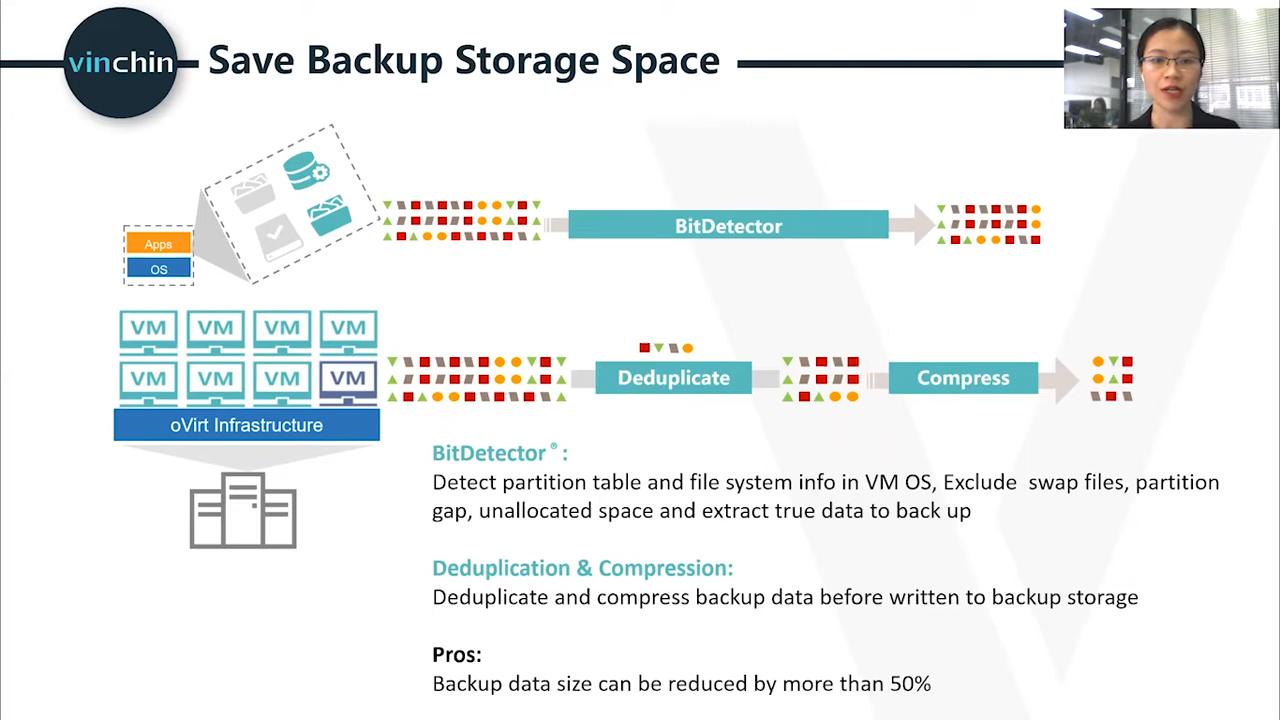 vinchin
Save Backup Storage Space
Apps
OS
BitDetector
VM VM VM VM
VM VM VM VM
oVirt Infrastructure
Deduplicate
Compress
BitDetector®:
Detect partition table and file system info in VM OS, Exclude swap files, partition
gap, unallocated space and extract true data to back up
Deduplication & Compression:
Deduplicate and compress backup data before written to backup storage
Pros:
Backup data size can be reduced by more than 50%